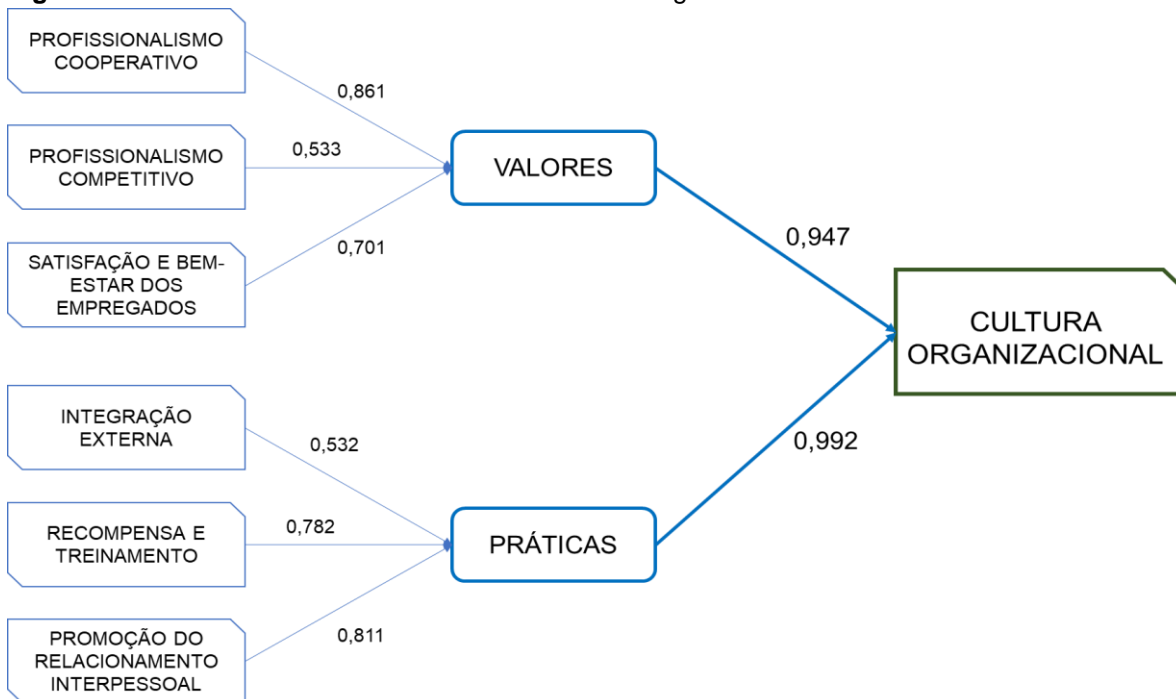 PROFISSIONALISMO
COOPERATIVO
0,861
PROFISSIONALISMO
COMPETITIVO
0,533
VALORES
SATISFAÇÃO E BEM-
ESTAR DOS
EMPREGADOS
0,701
0,947
CULTURA
ORGANIZACIONAL
INTEGRAÇÃO
EXTERNA
0,532
0,992
RECOMPENSA E
TREINAMENTO
0,782
PRÁTICAS
PROMOÇÃO DO
RELACIONAMENTO
INTERPESSOAL
0,811